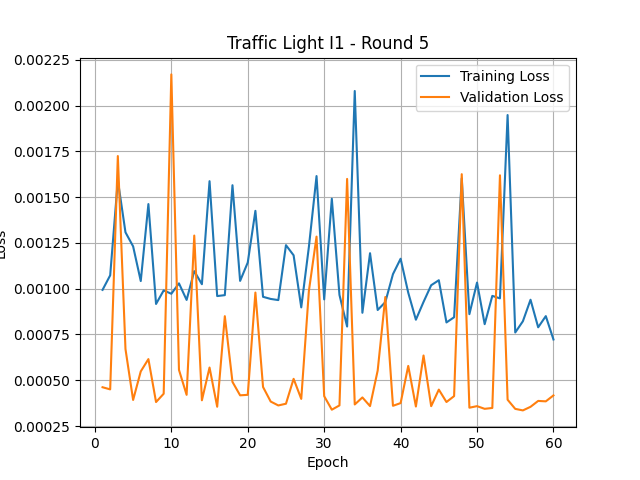 Traffic Light I1 - Round 5
Training Loss
Validation Loss
0.00225
0.00200
0.00175
0.00150
0.00125
0.00100
0.00075
0.00050
0.00025
Loss
0 10 20 30 40 50 60
Epoch